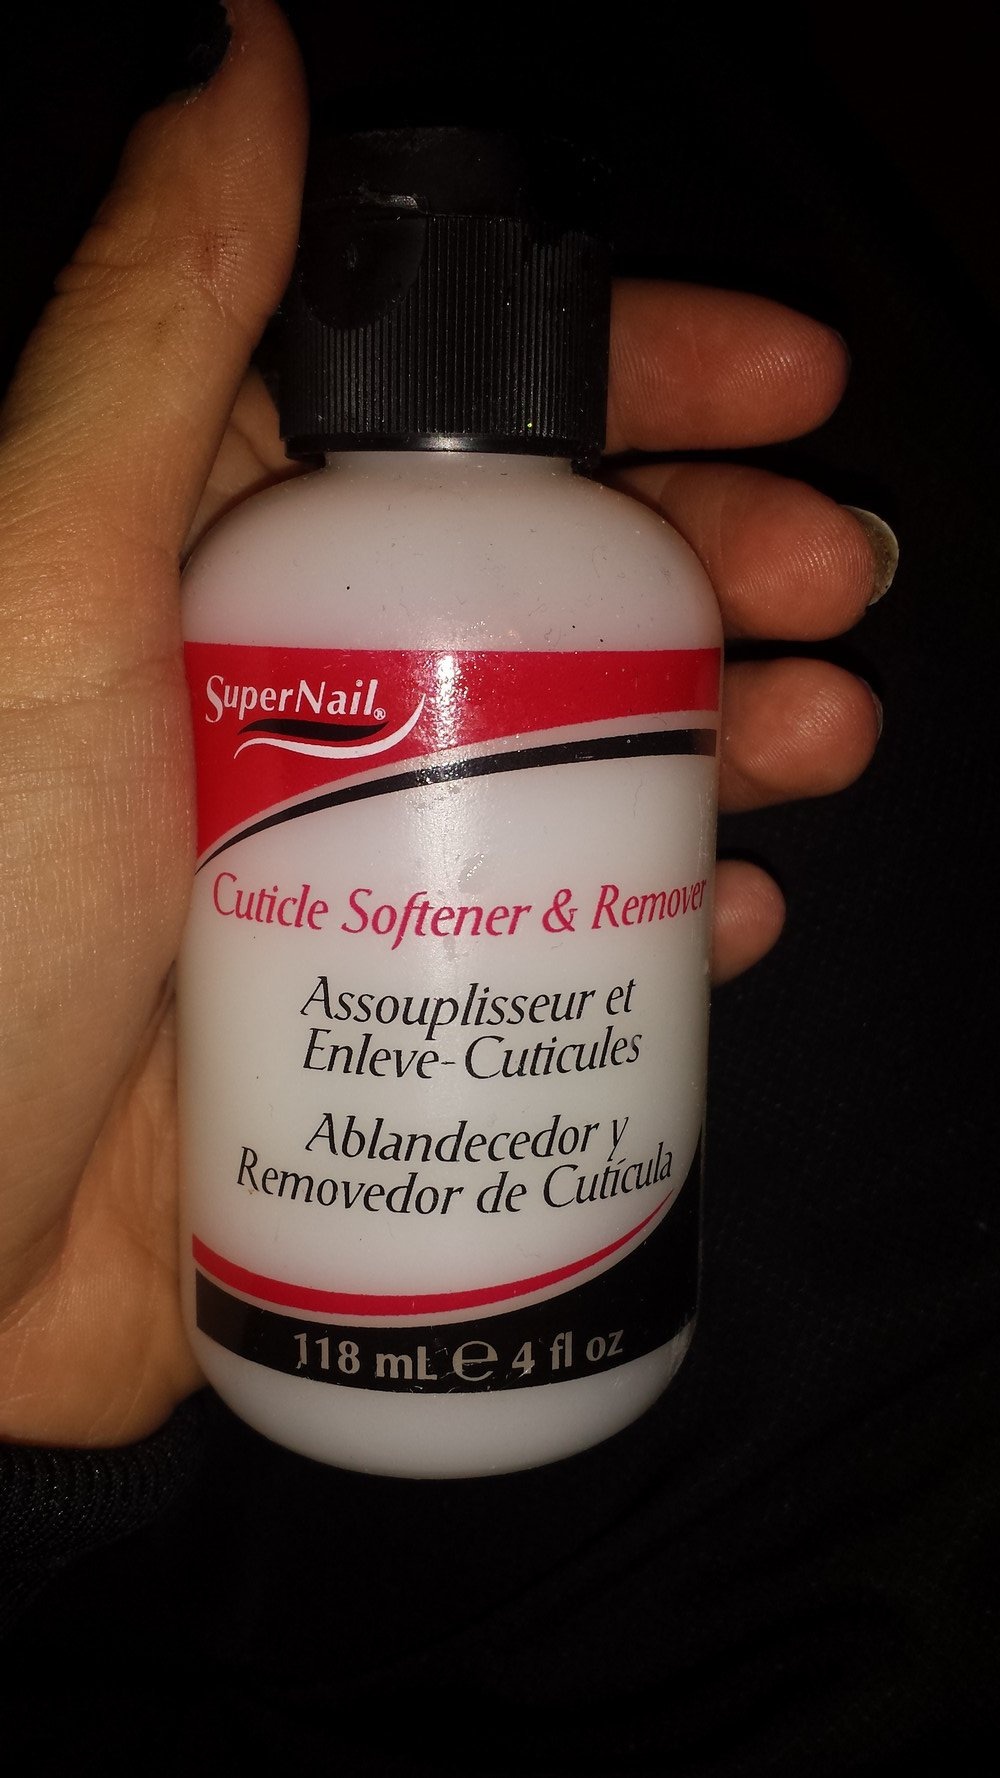 SuperNail®
Cuticle Softener & Remover
Assouplisseur et
Enleve-Cuticules
Ablandecedor y
Removedor de Cutícula
118 mL ℮ 4 fl oz